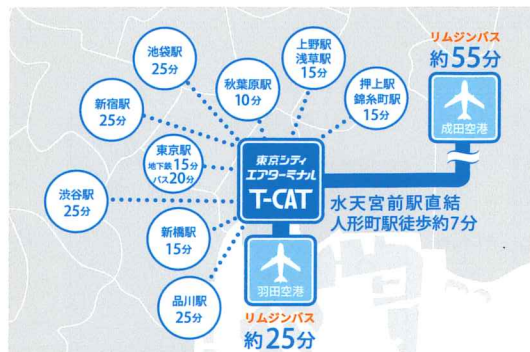 池袋駅
25分
上野駅
浅草駅
15分
リムジンバス
約55分
秋葉原駅
10分
押上駅
錦糸町駅
15分
新宿駅
25分
成田空港
東京駅
地下鉄15分
バス20分
東京シティ
エアターミナル
T-CAT
渋谷駅
25分
水天宮前駅直結
人形町駅徒歩約7分
新橋駅
15分
羽田空港
品川駅
25分
リムジンバス
約25分